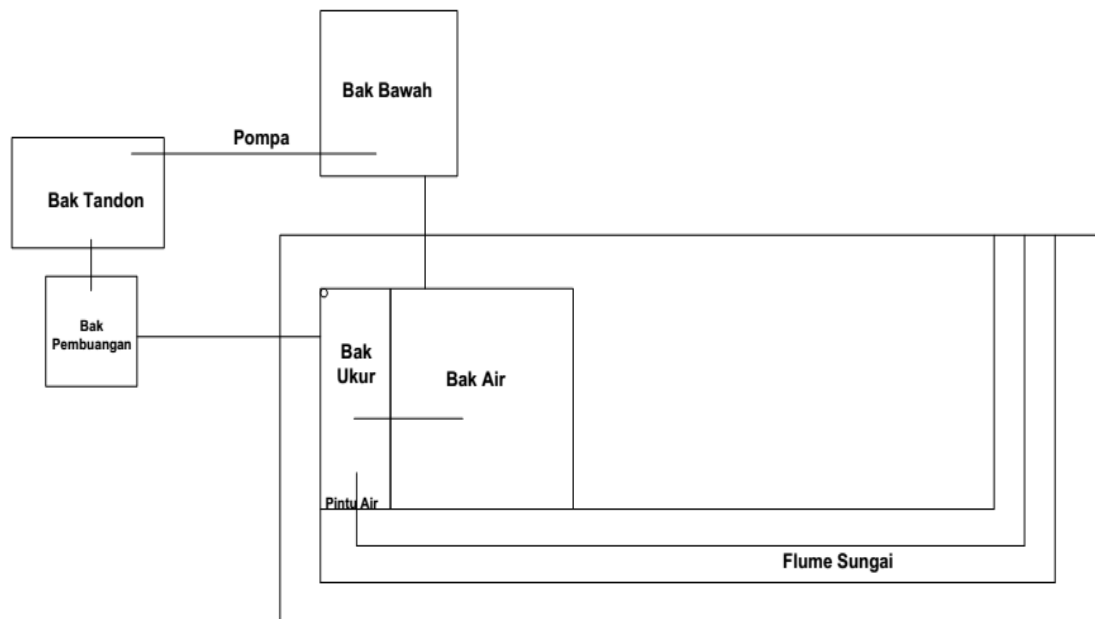 Bak Bawah
Pompa
Bak Tandon
Bak
Pembuangan
Bak
Ukur
Bak Air
Pintu Air
Flume Sungai